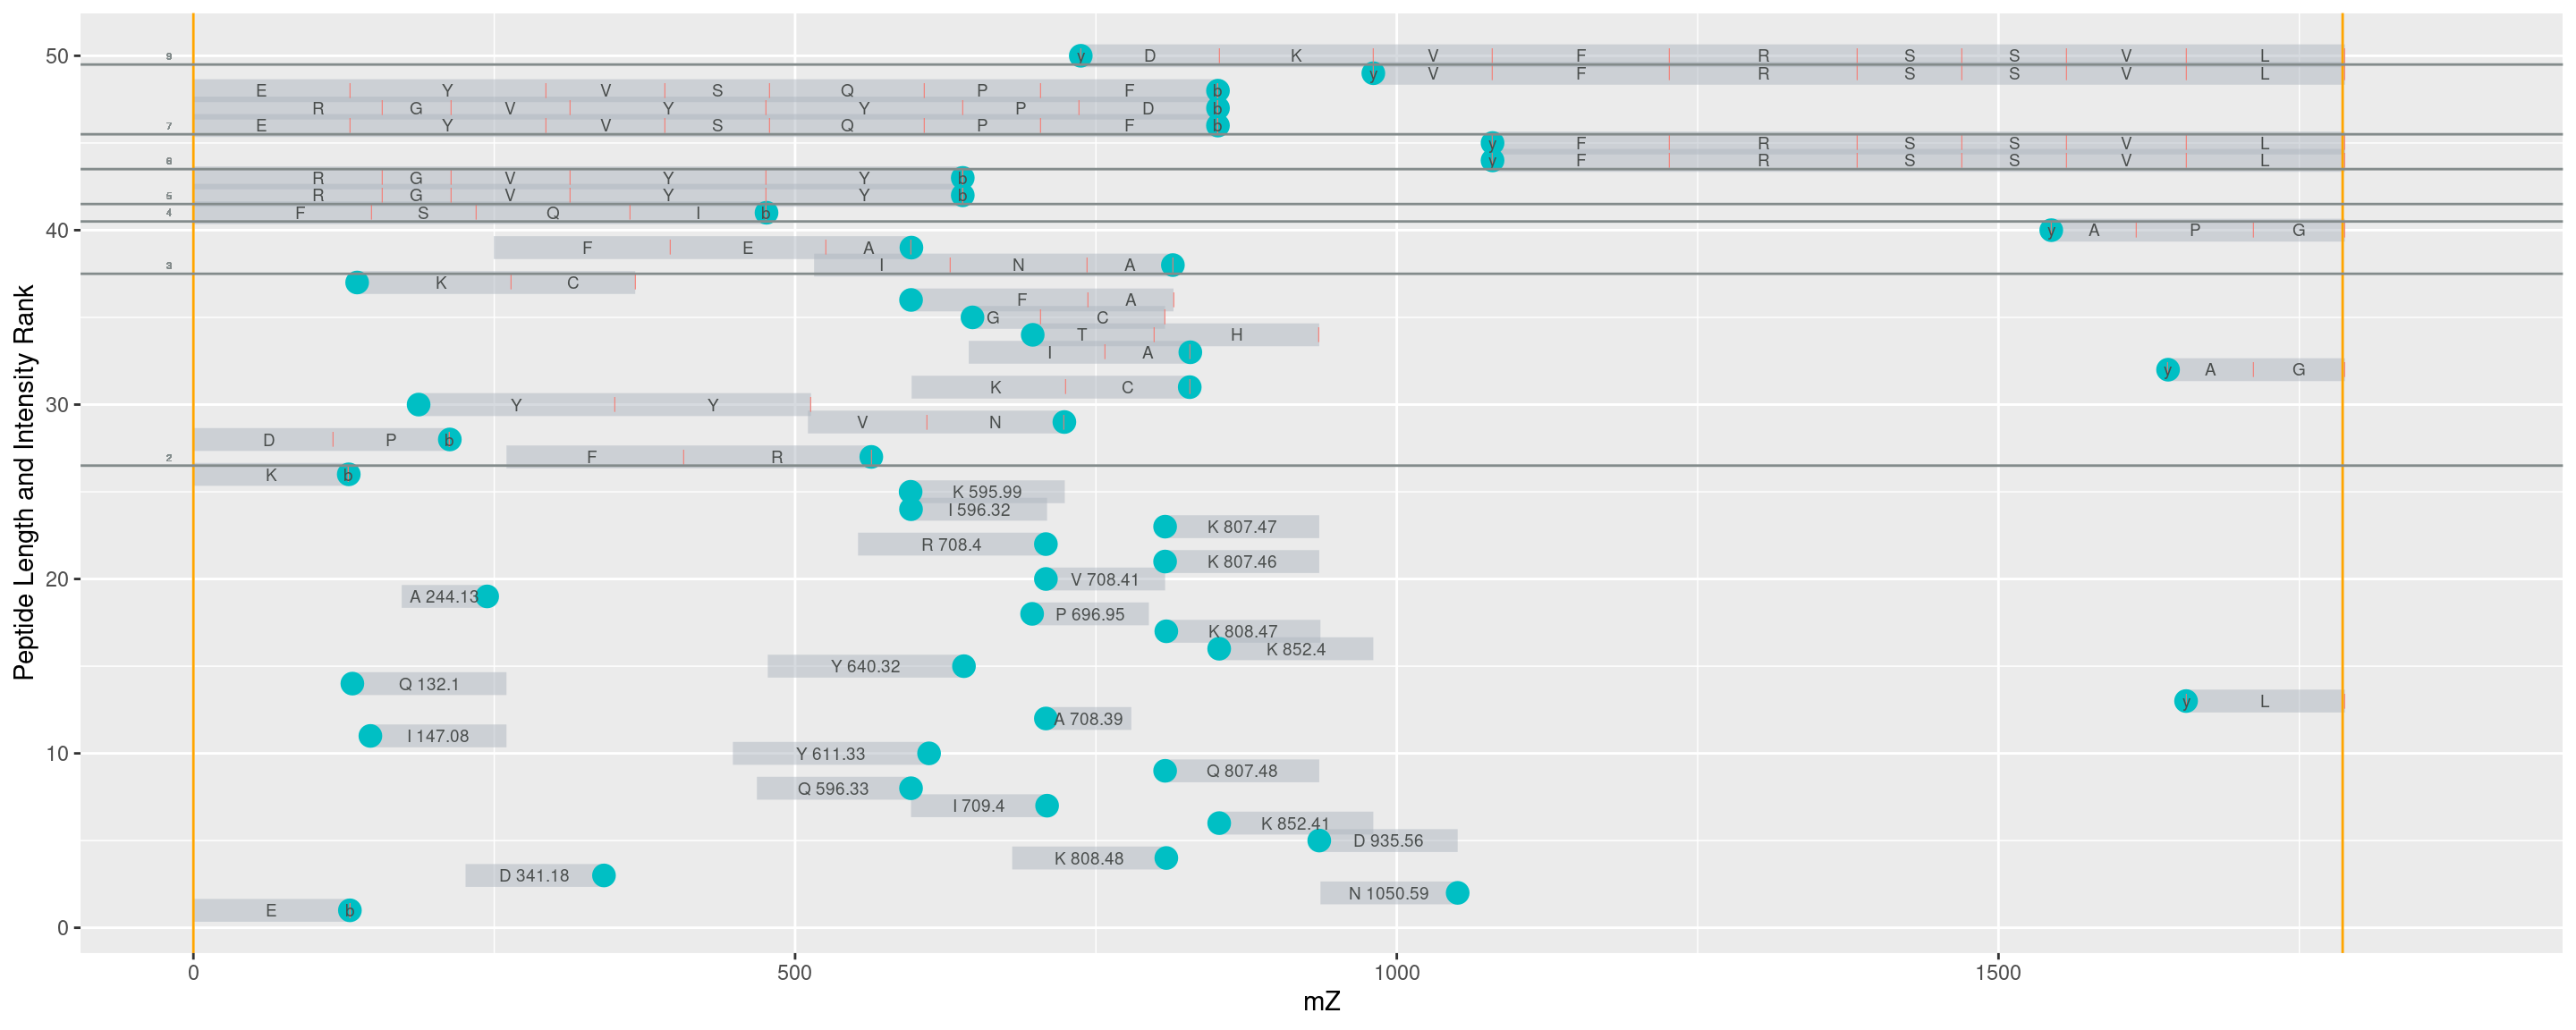 50
9
y D K V F R S S V L
y V F R S S V L
E Y V S Q P F b
R G V Y Y P D b
7
E Y V S Q P F b
y F R S S V L
y F R S S V L
R G V Y Y b
R G V Y Y b
4
F S Q I b
40
y A P G
F E A
3
I N A
K C
F A
G C
T H
I A
y A G
K C
30
Y Y
V N
D P b
2
F R
K b
K 595.99
I 596.32
K 807.47
R 708.4
K 807.46
20
V 708.41
A 244.13
P 696.95
K 808.47
K 852.4
Y 640.32
Q 132.1
y L
A 708.39
I 147.08
10
Y 611.33
Q 807.48
Q 596.33
I 709.4
K 852.41
D 935.56
K 808.48
D 341.18
N 1050.59
E b
0
0 500 1000 1500
mZ
Peptide Length and Intensity Rank